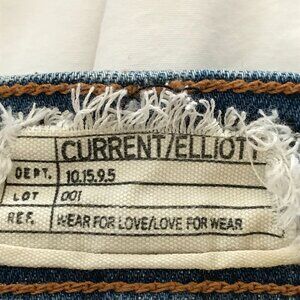 CURRENT/ELLIOTT
DEPT. 10.15.9.5
LOT 001
REF. WEAR FOR LOVE/LOVE FOR WEAR